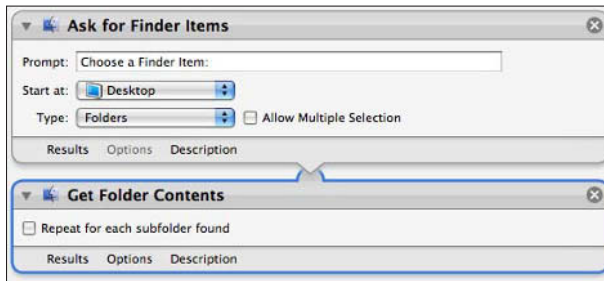 Ask for Finder Items
Prompt: Choose a Finder Item:
Start at: Desktop
Type: Folders Allow Multiple Selection
Results Options Description
Get Folder Contents
Repeat for each subfolder found
Results Options Description